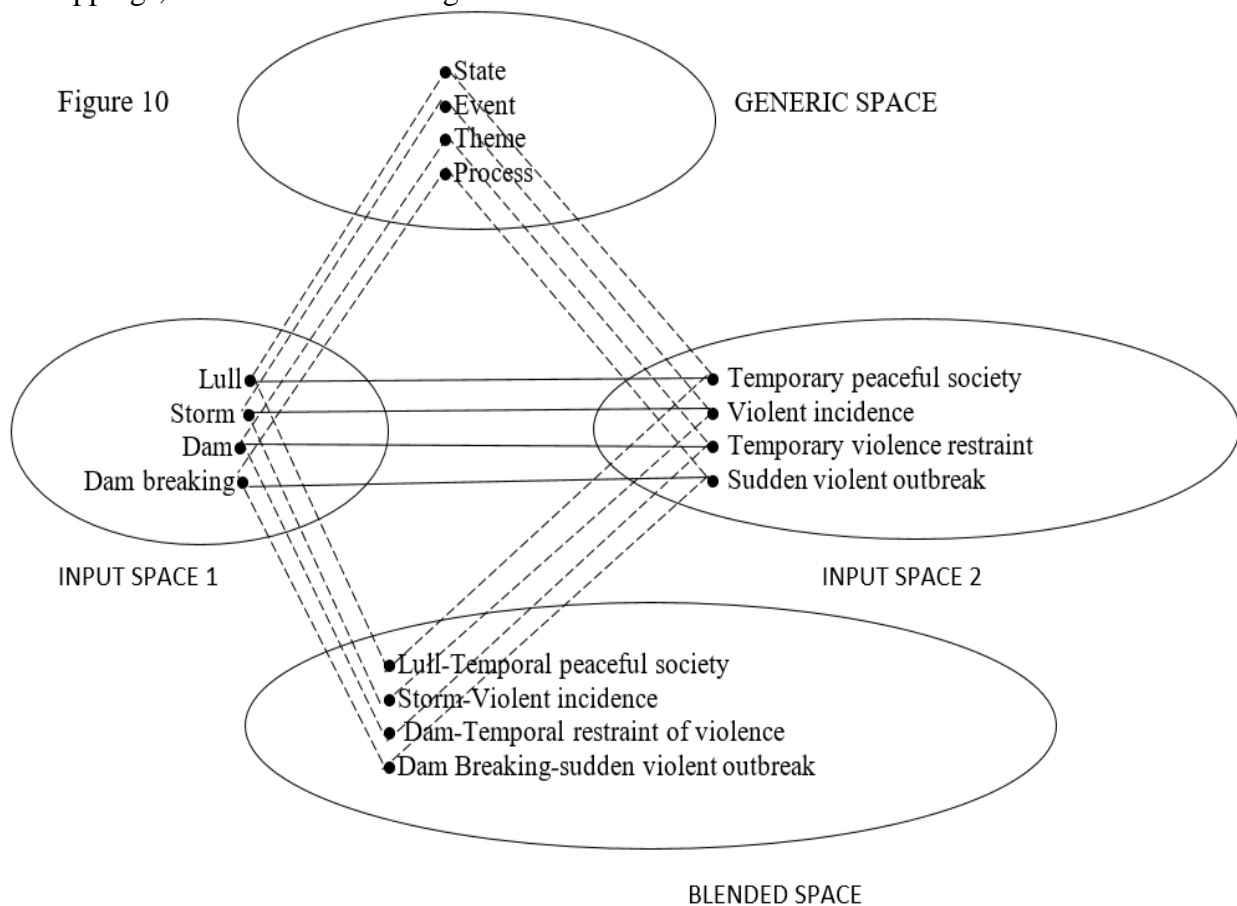 State
Figure 10
GENERIC SPACE
Event
Theme
Process
Lull
Storm
Dam
Dam breaking
Temporary peaceful society
Violent incidence
Temporary violence restraint
Sudden violent outbreak
INPUT SPACE 1
INPUT SPACE 2
Lull-Temporal peaceful society
Storm-Violent incidence
Dam-Temporal restraint of violence
Dam Breaking-sudden violent outbreak
BLENDED SPACE